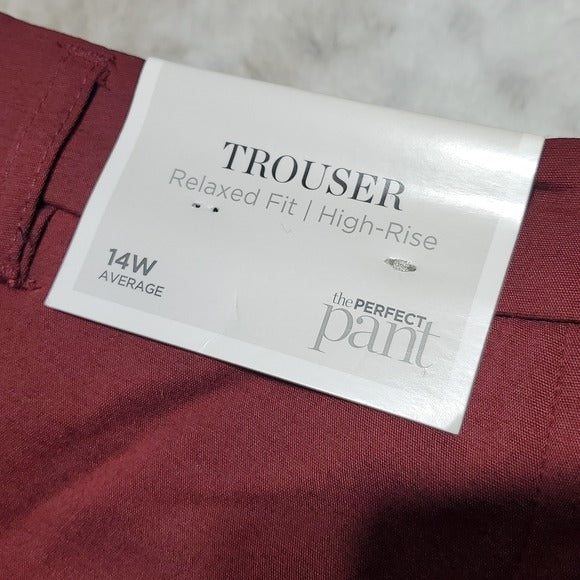 TROUSER
Relaxed Fit | High-Rise
14W
AVERAGE
the PERFECT
pant